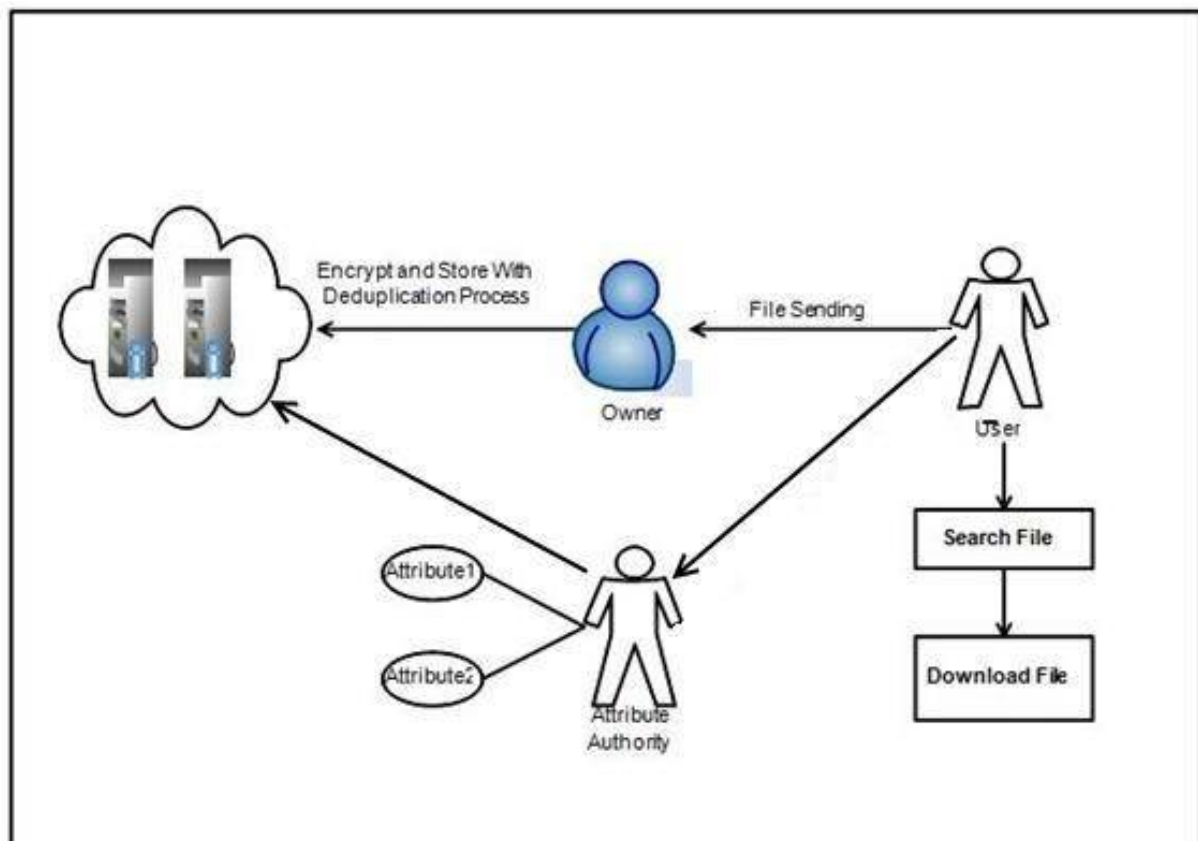 Encrypt and Store With
Deduplication Process
File Sending
Owner
User
Search File
Attribute1
Attribute2
Download File
Attribute
Authority